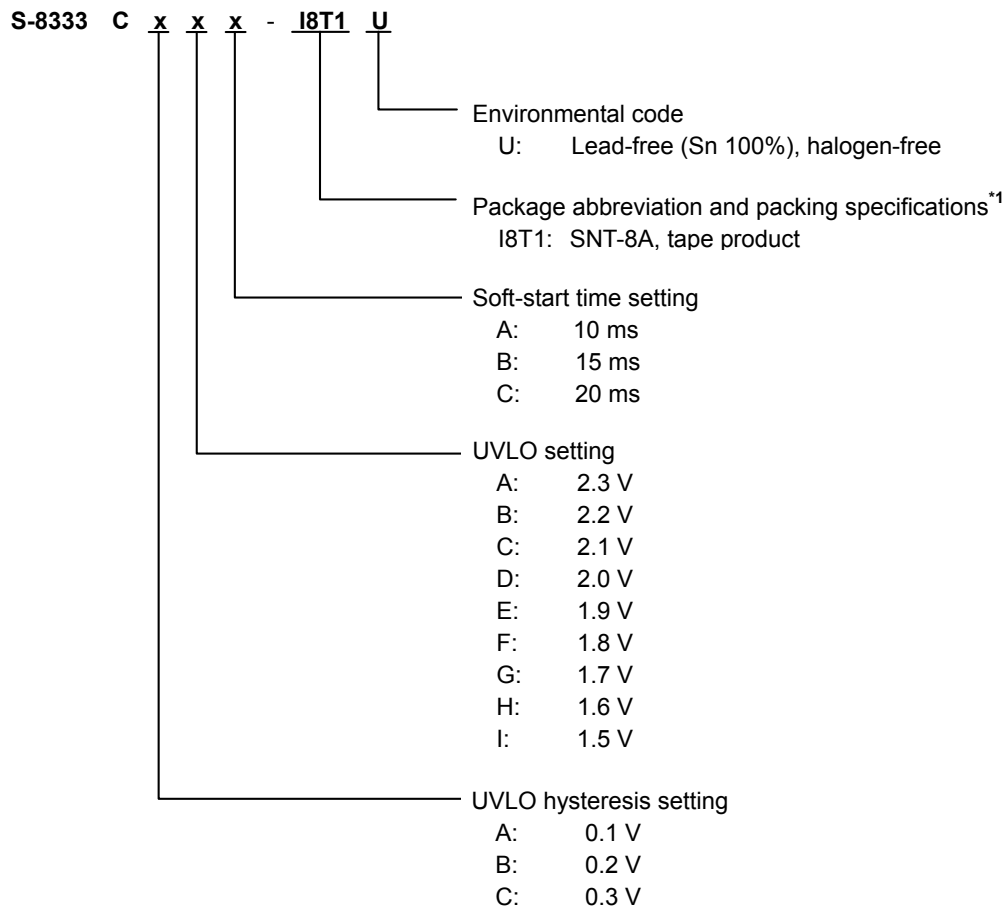 S-8333 C x x x - I8T1 U
Environmental code
U: Lead-free (Sn 100%), halogen-free
Package abbreviation and packing specifications*1
I8T1: SNT-8A, tape product
Soft-start time setting
A: 10 ms
B: 15 ms
C: 20 ms
UVLO setting
A: 2.3 V
B: 2.2 V
C: 2.1 V
D: 2.0 V
E: 1.9 V
F: 1.8 V
G: 1.7 V
H: 1.6 V
I: 1.5 V
UVLO hysteresis setting
A: 0.1 V
B: 0.2 V
C: 0.3 V